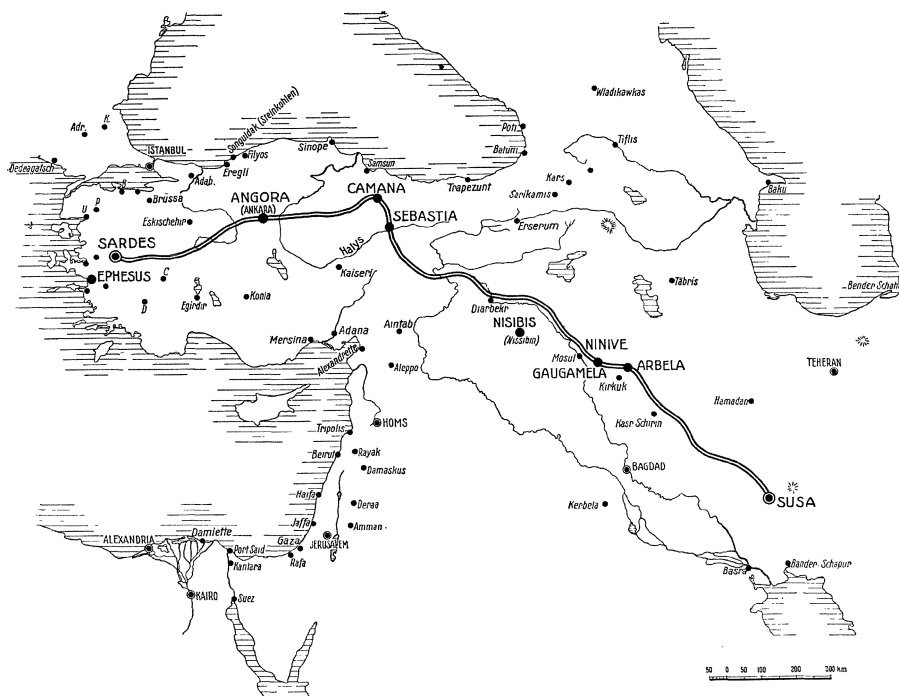 Wladikawkas
K.
Adr.
Songuldak (Steinkohlen)
Poti
Sinope
Tiflis
ISTANBUL
Filyos
Batum
Dedeagatsch
Eregli
Samsun
Adab.
Trapezunt
Kars
Baku
CAMANA
Sarikamis
B
Brüssa
ANGORA
(ANKARA)
P
U
Eskischehir
SEBASTIA
Erserum
SARDES
Halys
Kaiseri
EPHESUS
C
Täbris
Bender Schah
D
Egirdir
Konia
Diarbekr
NISIBIS
(Nissibin)
Adana
Aintab
Mersina
Alexandrette
NINIVE
Mosul
ARBELA
TEHERAN
Aleppo
GAUGAMELA
Kirkuk
Hamadan
HOMS
Kasr Schirin
Tripolis
Beirut
Rayak
BAGDAD
Damaskus
Haifa
Deraa
Kerbela
SUSA
Jaffa
Amman
Damiette
ALEXANDRIA
Gaza
JERUSALEM
Port Said
Rafa
Kantara
Basra
Bander-Schapur
KAIRO
Suez
50 0 50 100 200 300 km